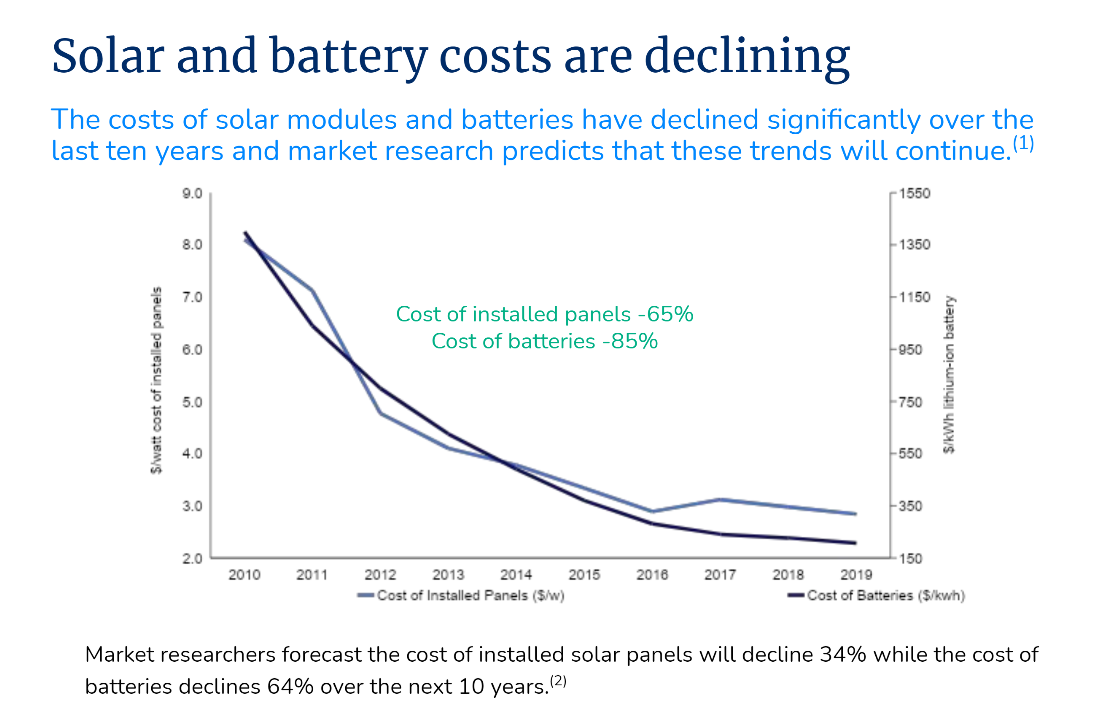 Solar and battery costs are declining
The costs of solar modules and batteries have declined significantly over the
last ten years and market research predicts that these trends will continue.(1)
9.0
8.0
7.0
6.0
5.0
4.0
3.0
2.0
$/watt cost of installed panels
Cost of installed panels -65%
Cost of batteries -85%
1550
1350
1150
950
750
550
350
150
$/kWh lithium-ion battery
2010 2011 2012 2013 2014 2015 2016 2017 2018 2019
Cost of Installed Panels ($/w) Cost of Batteries ($/kwh)
Market researchers forecast the cost of installed solar panels will decline 34% while the cost of
batteries declines 64% over the next 10 years.(2)